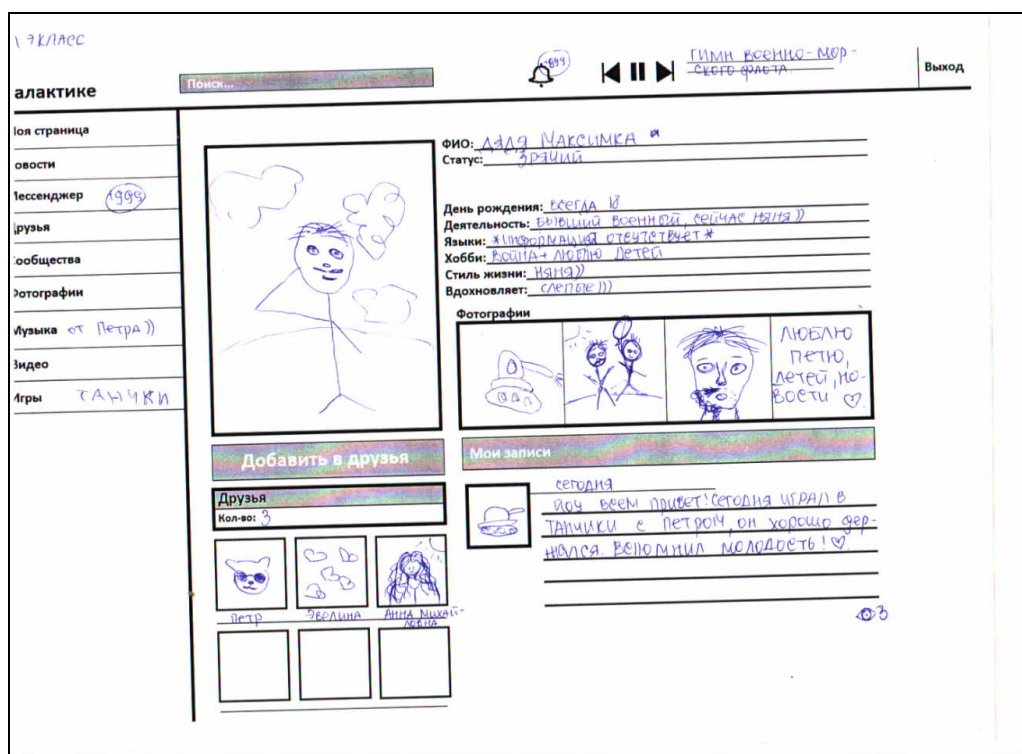 7 КЛАСС
алактике
Поиск...
+699
ГИМН ВОЕННО-МОР-
СКОГО ФЛОТА
Выход
оя страница
овости
ессенджер +999
рузья
ообщества
отографии
узыка от Петра))
идео
гры ТАНЧКИ
ФИО: ДЯДЯ МАКСИМКА
Статус: ЗРЯЧИЙ
День рождения: ВСЕГДА 18
Деятельность: БЫВШИЙ ВОЕННЫЙ, СЕЙЧАС НЯНЯ))
Языки: *ИНФОРМАЦИЯ ОТСУТСТВУЕТ*
Хобби: ВОЙНА + ЛЮБЛЮ ДЕТЕЙ
Стиль жизни: НЯНЯ))
Вдохновляет: СЛЕПЫЕ)))
Фотографии
ЛЮБЛЮ
ПЕТЮ,
ДЕТЕЙ, НО-
ВОСТИ ♡
Добавить в друзья
Друзья
Кол-во: 3
ПЕТР
ЭВЕЛИНА
АННА МИХАЙ-
ЛОВНА
Мои записи
СЕГОДНЯ
ЙОУ ВСЕМ ПРИВЕТ! СЕГОДНЯ ИГРАЛ В
ТАНЧИКИ С ПЕТРОМ, ОН ХОРОШО ДЕР-
ЖАЛСЯ. ВСПОМНИЛ МОЛОДОСТЬ! ♡
3